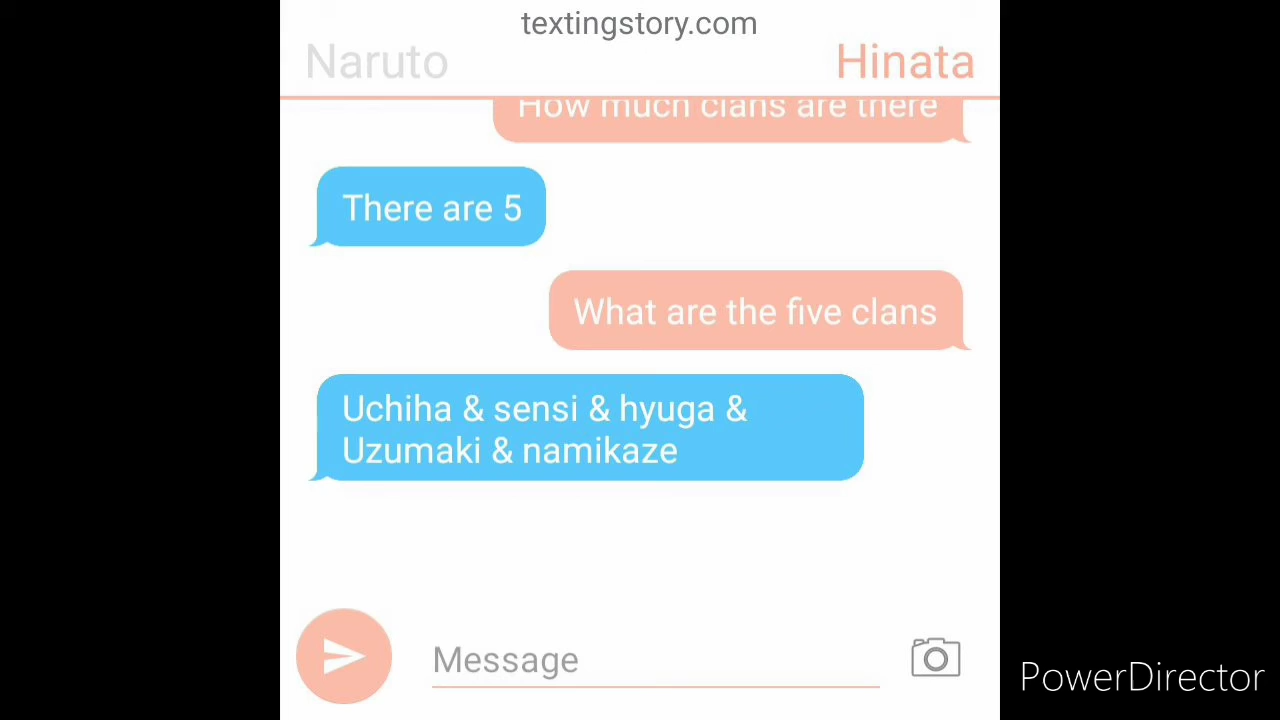 textingstory.com
Naruto
Hinata
How much clans are there
There are 5
What are the five clans
Uchiha & sensi & hyuga &
Uzumaki & namikaze
Message
PowerDirector